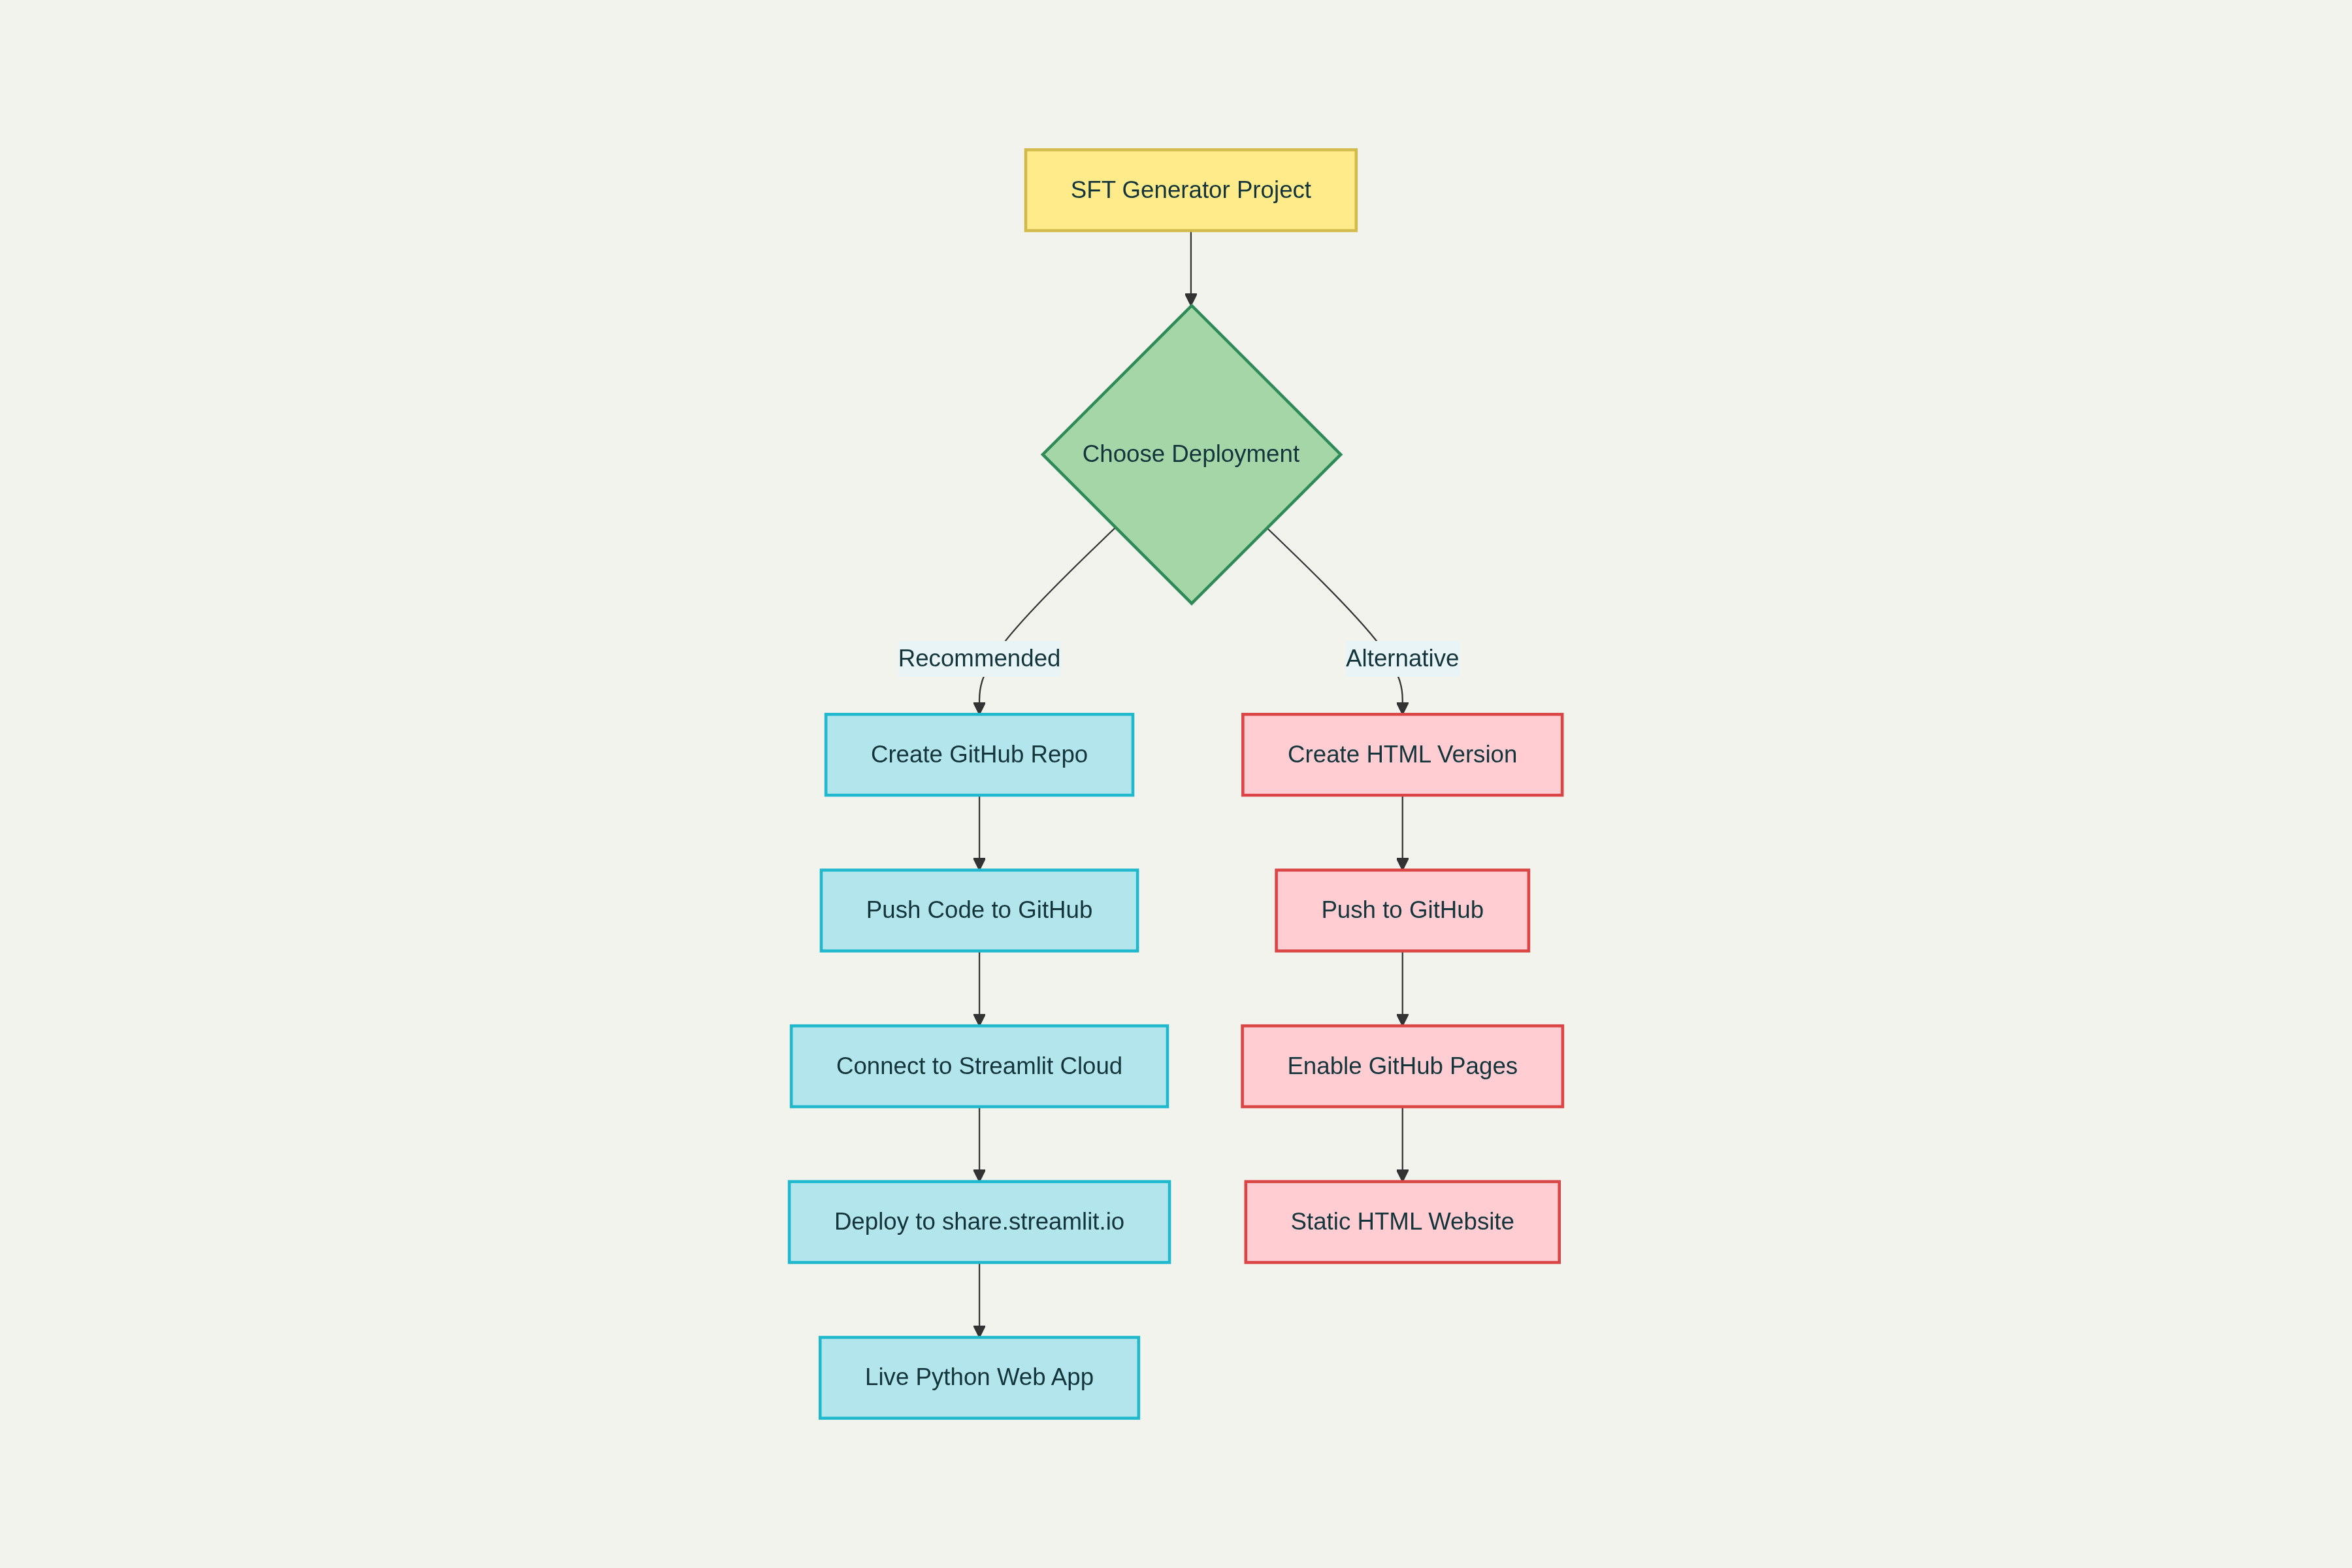 SFT Generator Project
Choose Deployment
Recommended
Alternative
Create GitHub Repo
Create HTML Version
Push Code to GitHub
Push to GitHub
Connect to Streamlit Cloud
Enable GitHub Pages
Deploy to share.streamlit.io
Static HTML Website
Live Python Web App